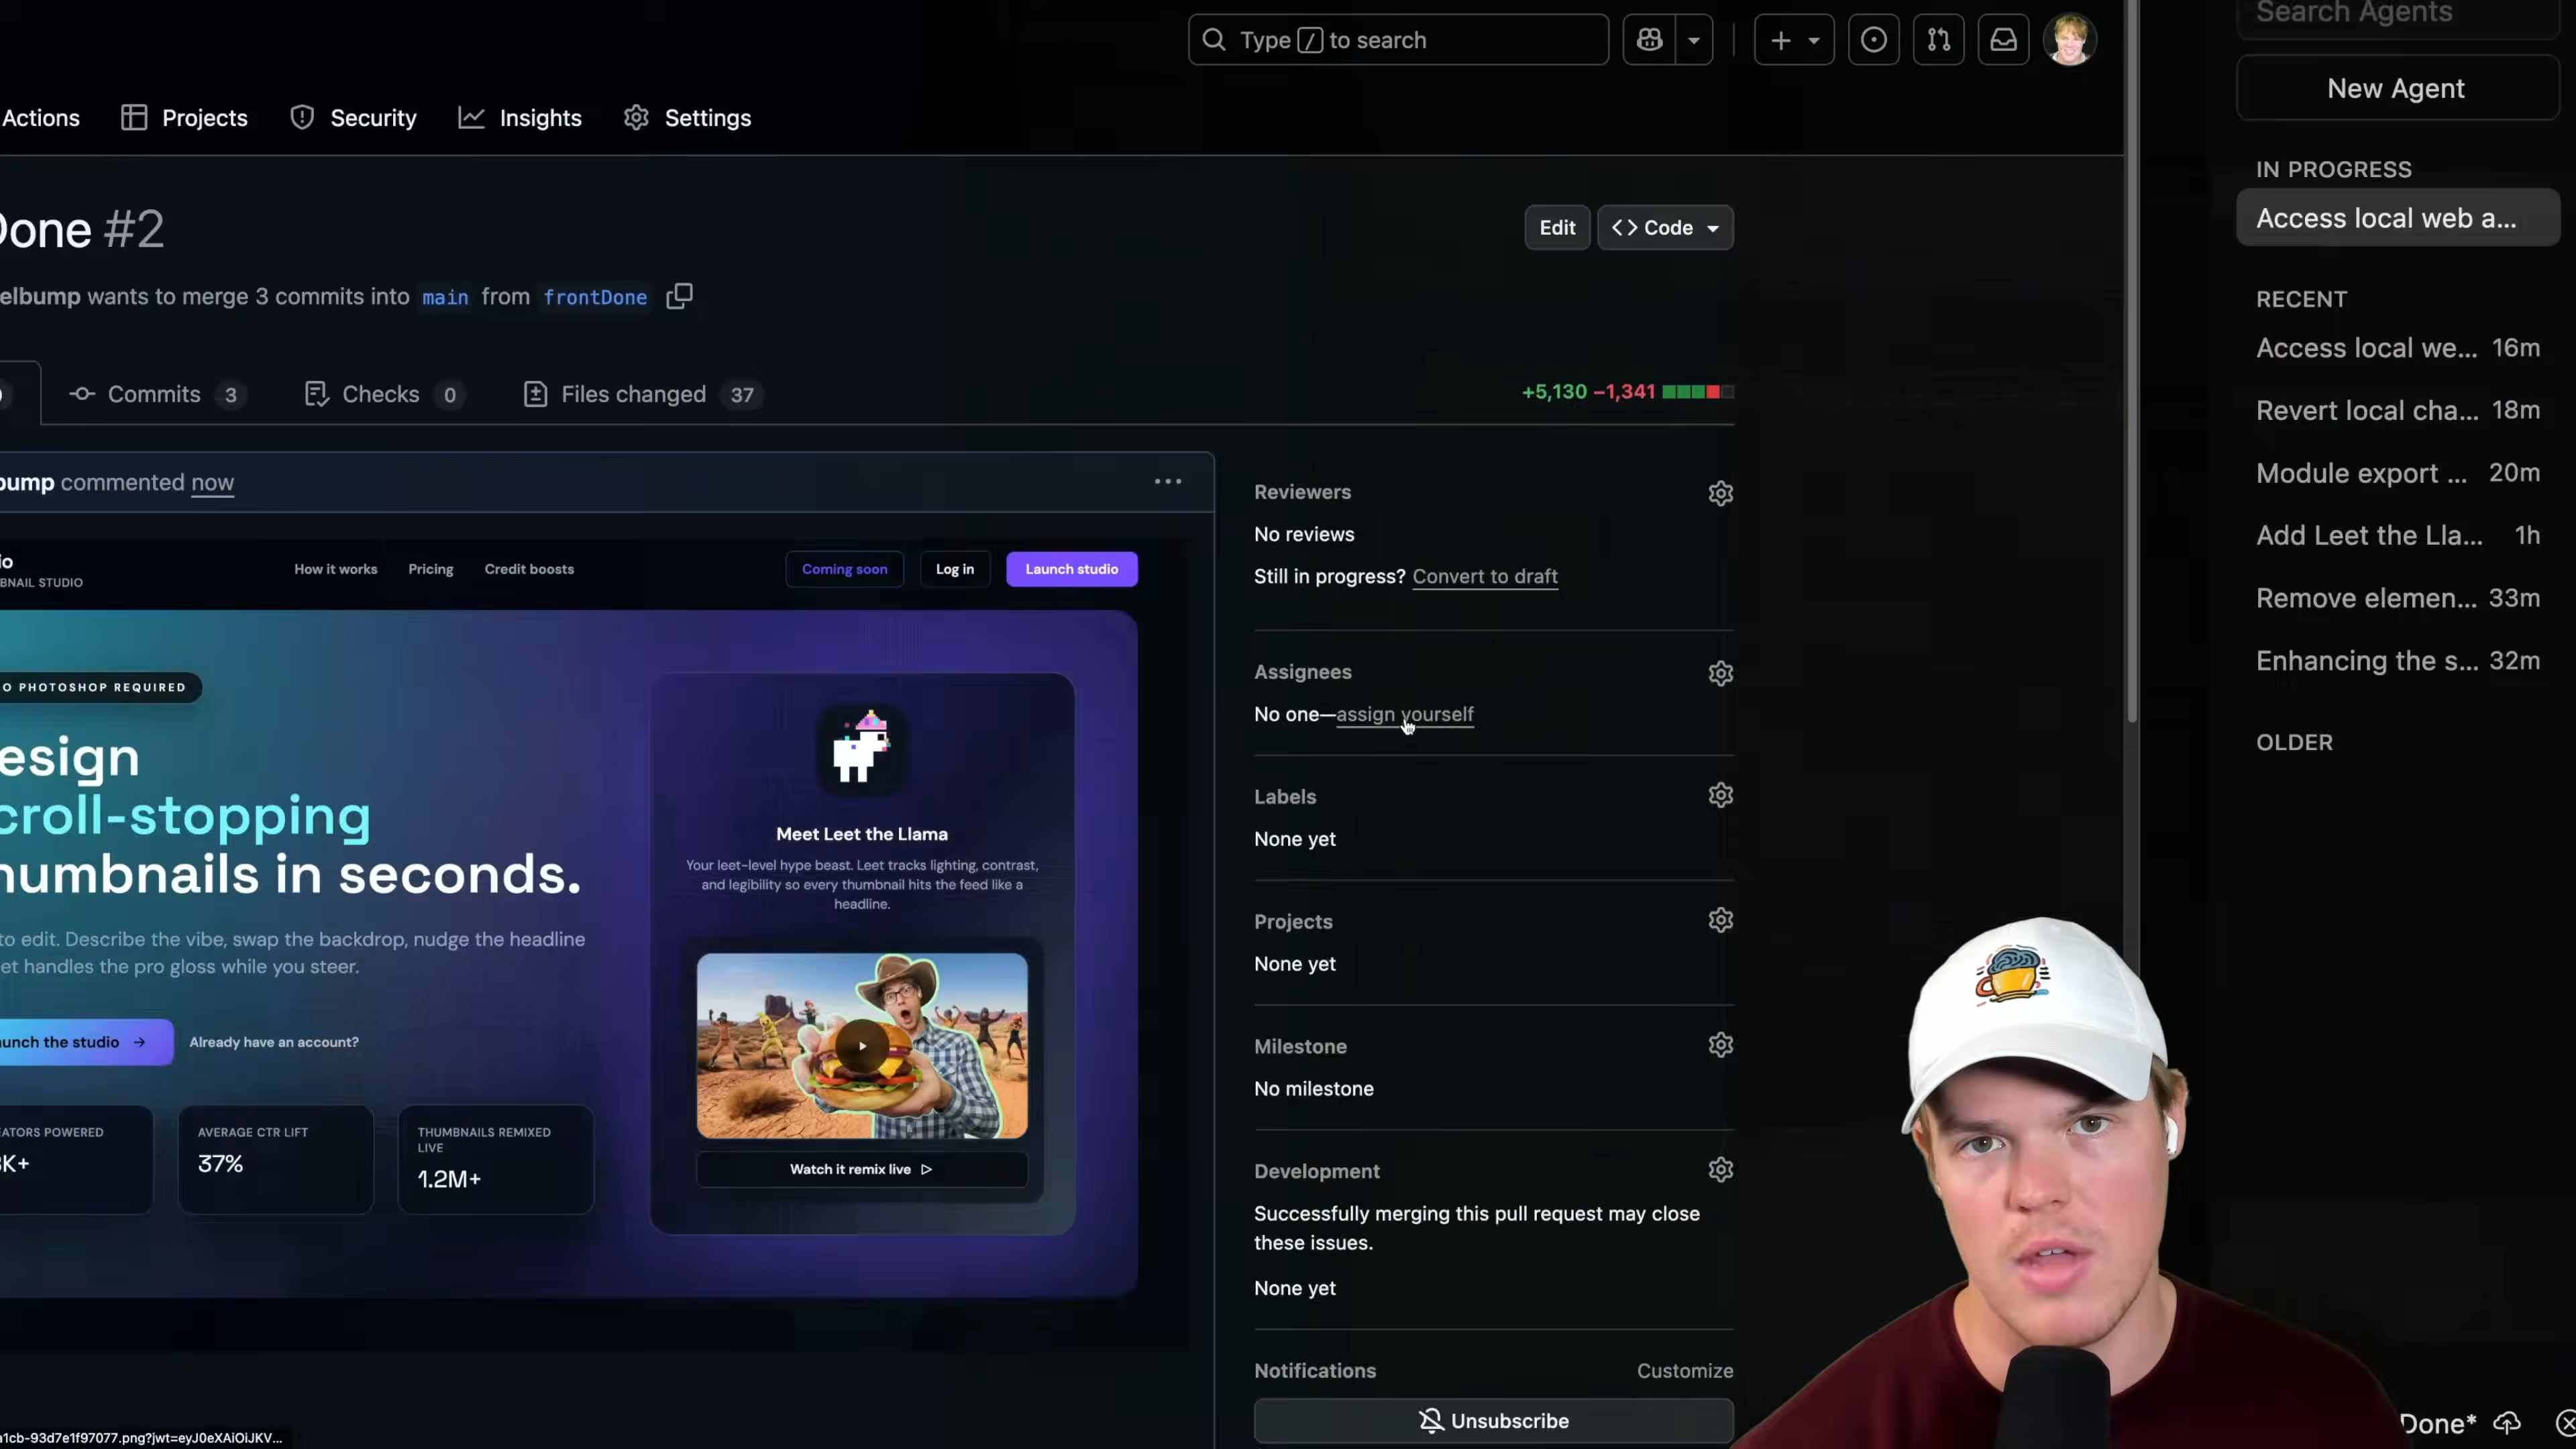 Type / to search
Search Agents
New Agent
Actions
Projects
Security
Insights
Settings
IN PROGRESS
Access local web a...
Done #2
Edit
Code
elbump wants to merge 3 commits into main from frontDone
RECENT
Access local we... 16m
Revert local cha... 18m
Module export ... 20m
Add Leet the Lla... 1h
Remove elemen... 33m
Enhancing the s... 32m
OLDER
Commits 3
Checks 0
Files changed 37
+5,130 −1,341
bump commented now
io
BNAIL STUDIO
How it works
Pricing
Credit boosts
Coming soon
Log in
Launch studio
O PHOTOSHOP REQUIRED
esign
croll-stopping
humbnails in seconds.
to edit. Describe the vibe, swap the backdrop, nudge the headline
et handles the pro gloss while you steer.
unch the studio →
Already have an account?
EATORS POWERED
K+
AVERAGE CTR LIFT
37%
THUMBNAILS REMIXED
LIVE
1.2M+
Meet Leet the Llama
Your leet-level hype beast. Leet tracks lighting, contrast,
and legibility so every thumbnail hits the feed like a
headline.
Watch it remix live
Reviewers
No reviews
Still in progress? Convert to draft
Assignees
No one—assign yourself
Labels
None yet
Projects
None yet
Milestone
No milestone
Development
Successfully merging this pull request may close
these issues.
None yet
Notifications
Customize
Unsubscribe
a1cb-93d7e1f97077.png?jwt=eyJ0eXAiOiJKV...
Done*